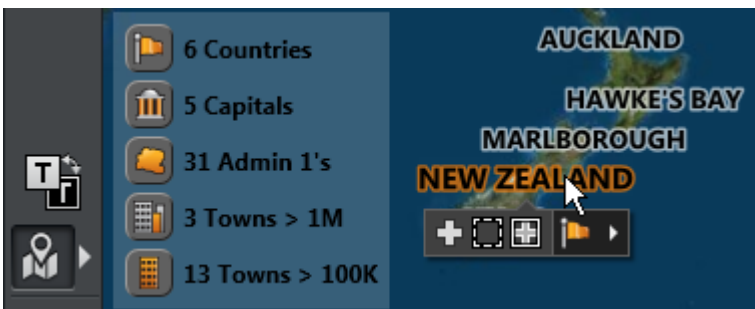 6 Countries
5 Capitals
31 Admin 1's
3 Towns > 1M
13 Towns > 100K
T
T
AUCKLAND
HAWKE'S BAY
MARLBOROUGH
NEW ZEALAND